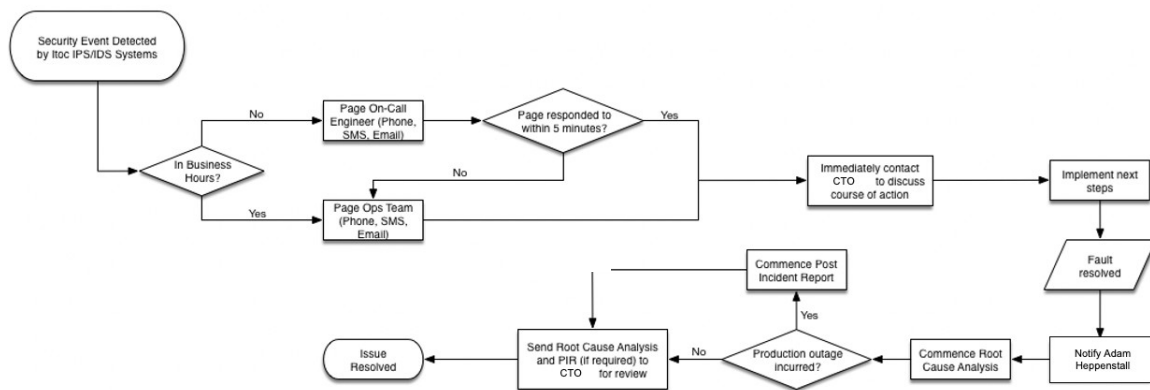 Security Event Detected
by Itoc IPS/IDS Systems
No
Page On-Call
Engineer (Phone,
SMS, Email)
Page responded to
within 5 minutes?
Yes
In Business
Hours?
No
Yes
Page Ops Team
(Phone, SMS,
Email)
Immediately contact
CTO to discuss
course of action
Implement next
steps
Fault
resolved
Commence Post
Incident Report
Yes
Issue
Resolved
Send Root Cause Analysis
and PIR (if required) to
CTO for review
No
Production outage
incurred?
Commence Root
Cause Analysis
Notify Adam
Heppenstall